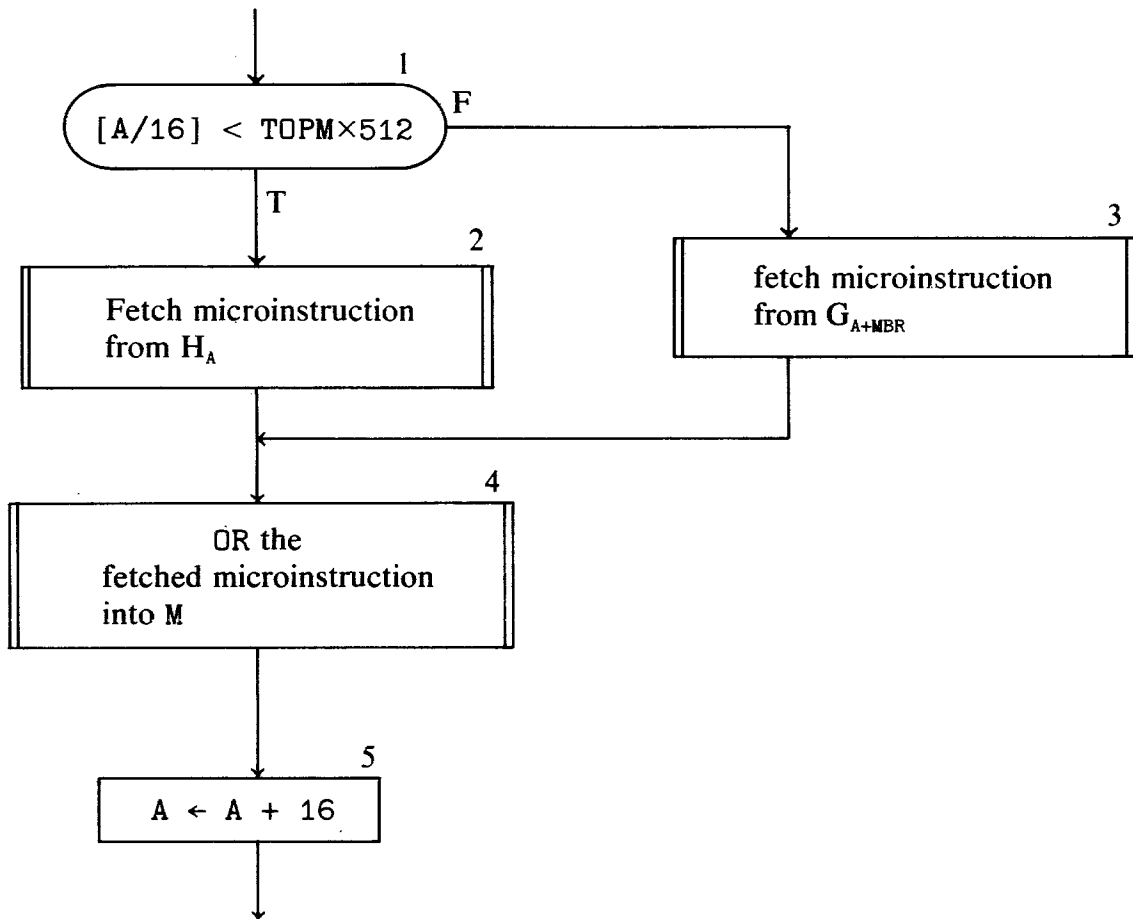 1
[A/16] < TOPM×512
F
T
2
Fetch microinstruction
from H_A
3
fetch microinstruction
from G_A+MBR
4
OR the
fetched microinstruction
into M
5
A ← A + 16